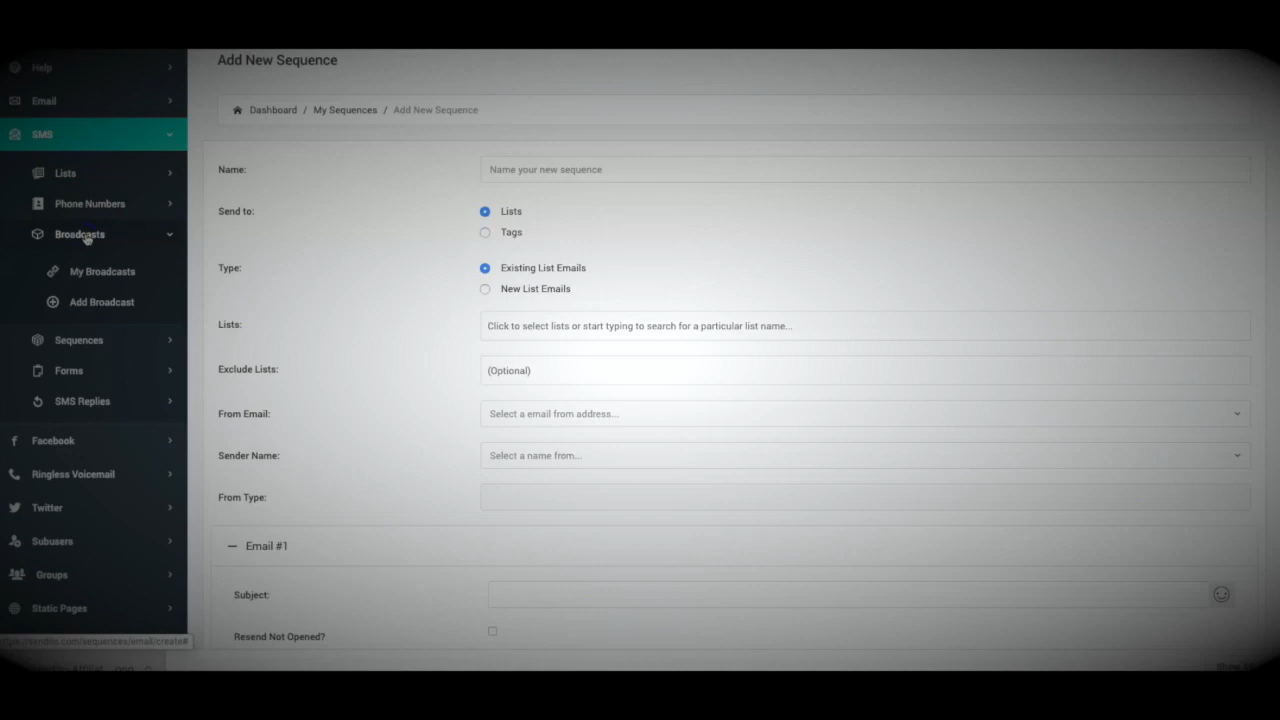 Add New Sequence
Help
Email
SMS
Lists
Phone Numbers
Broadcasts
My Broadcasts
Add Broadcast
Sequences
Forms
SMS Replies
Facebook
Ringless Voicemail
Twitter
Subusers
Groups
Static Pages
Dashboard / My Sequences / Add New Sequence
Name: Name your new sequence
Send to: Lists
Tags
Type: Existing List Emails
New List Emails
Lists: Click to select lists or start typing to search for a particular list name...
Exclude Lists: (Optional)
From Email: Select a email from address...
Sender Name: Select a name from...
From Type:
Email #1
Subject:
Resend Not Opened?